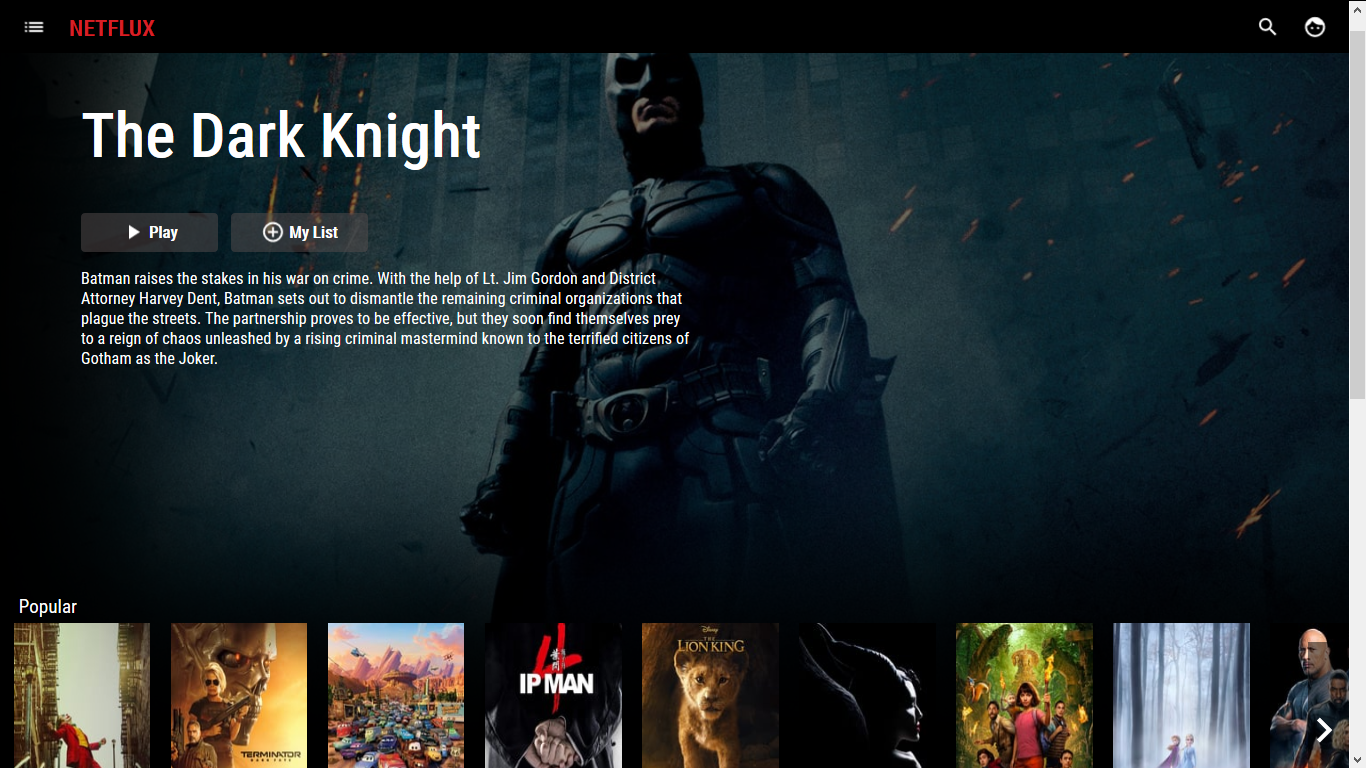 NETFLUX
The Dark Knight
Play
My List
Batman raises the stakes in his war on crime. With the help of Lt. Jim Gordon and District
Attorney Harvey Dent, Batman sets out to dismantle the remaining criminal organizations that
plague the streets. The partnership proves to be effective, but they soon find themselves prey
to a reign of chaos unleashed by a rising criminal mastermind known to the terrified citizens of
Gotham as the Joker.
Popular
TERMINATOR
DARK FATE
葉問
IP MAN
Disney
THE
LION KING